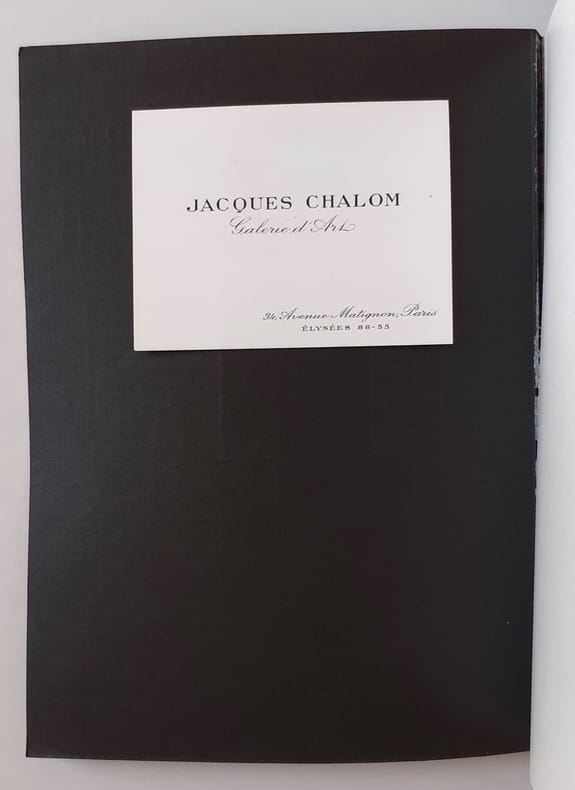 JACQUES CHALOM
Galerie d'Art
34, Avenue Matignon, Paris
ÉLYSÉES 86-55